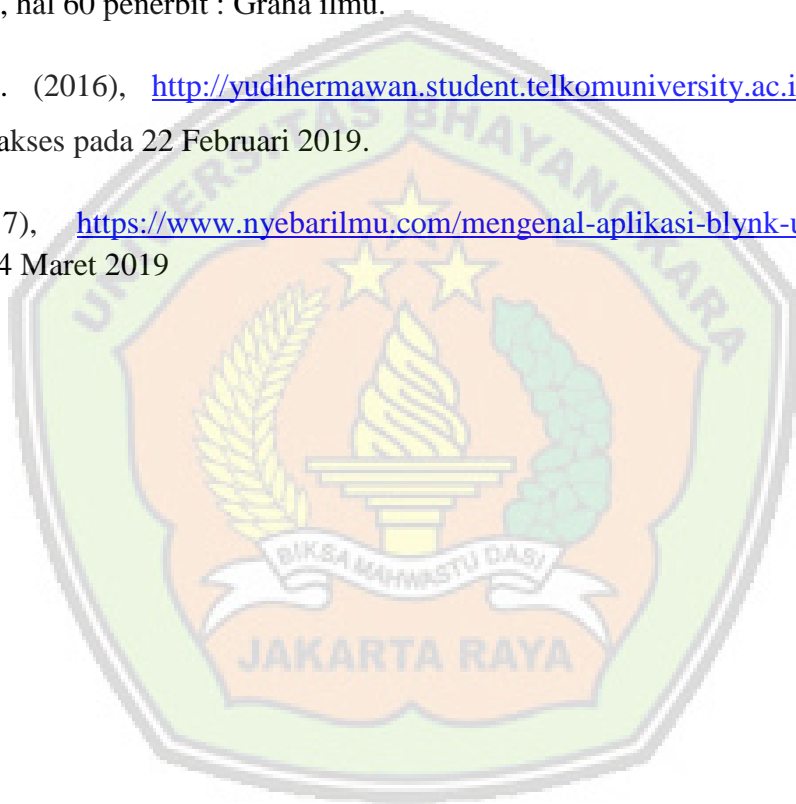 , hal 60 penerbit : Graha ilmu.
. (2016), http://yudihermawan.student.telkomuniversity.ac.i
akses pada 22 Februari 2019.
7), https://www.nyebarilmu.com/mengenal-aplikasi-blynk-u
4 Maret 2019
UNIVERSITAS BHAYANGKARA
BIKSA MAHWASTU DASI
JAKARTA RAYA